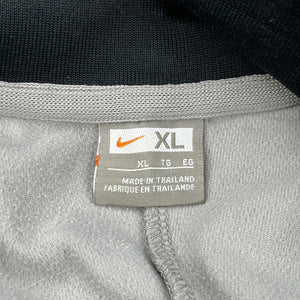 XL
XL TG EG
MADE IN THAILAND
FABRIQUE EN THAILANDE